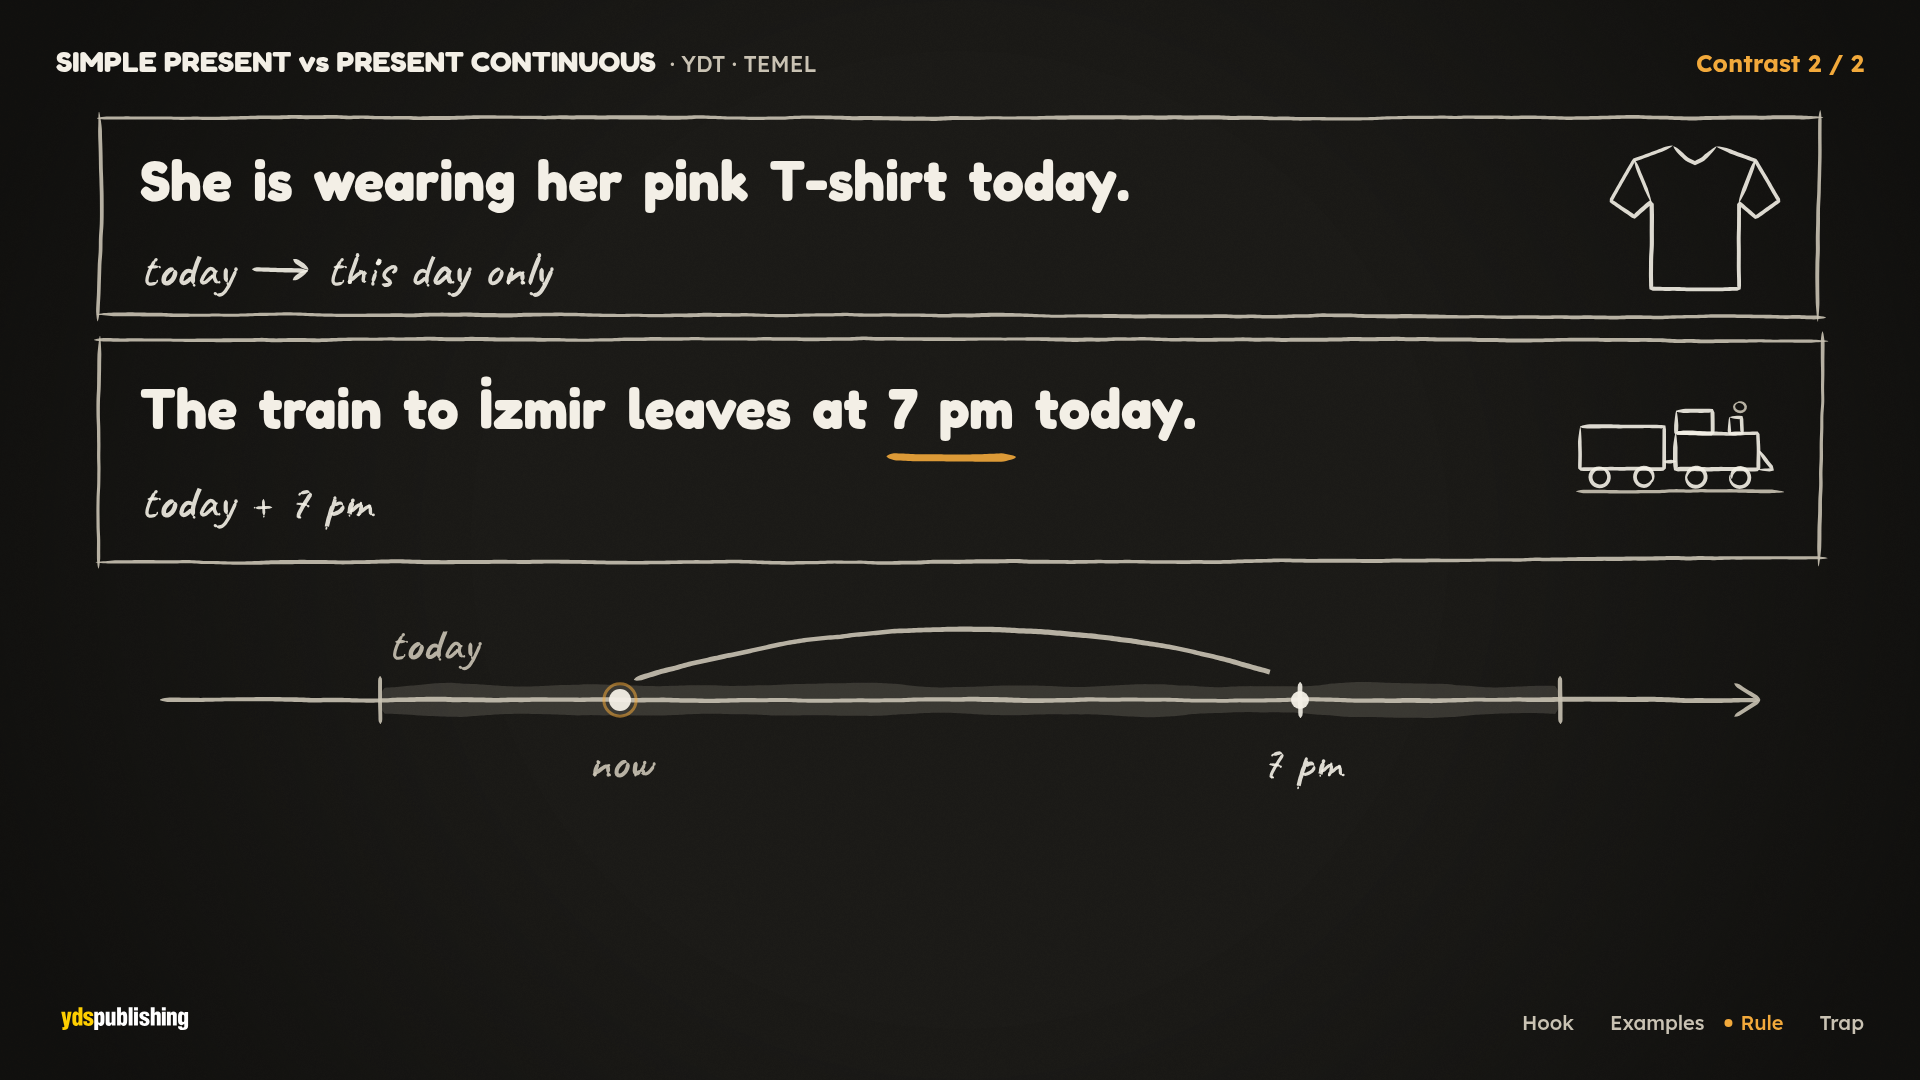 SIMPLE PRESENT vs PRESENT CONTINUOUS · YDT · TEMEL
Contrast 2 / 2
She is wearing her pink T-shirt today.
today → this day only
The train to İzmir leaves at 7 pm today.
today + 7 pm
today
now
7 pm
ydspublishing
Hook Examples • Rule Trap